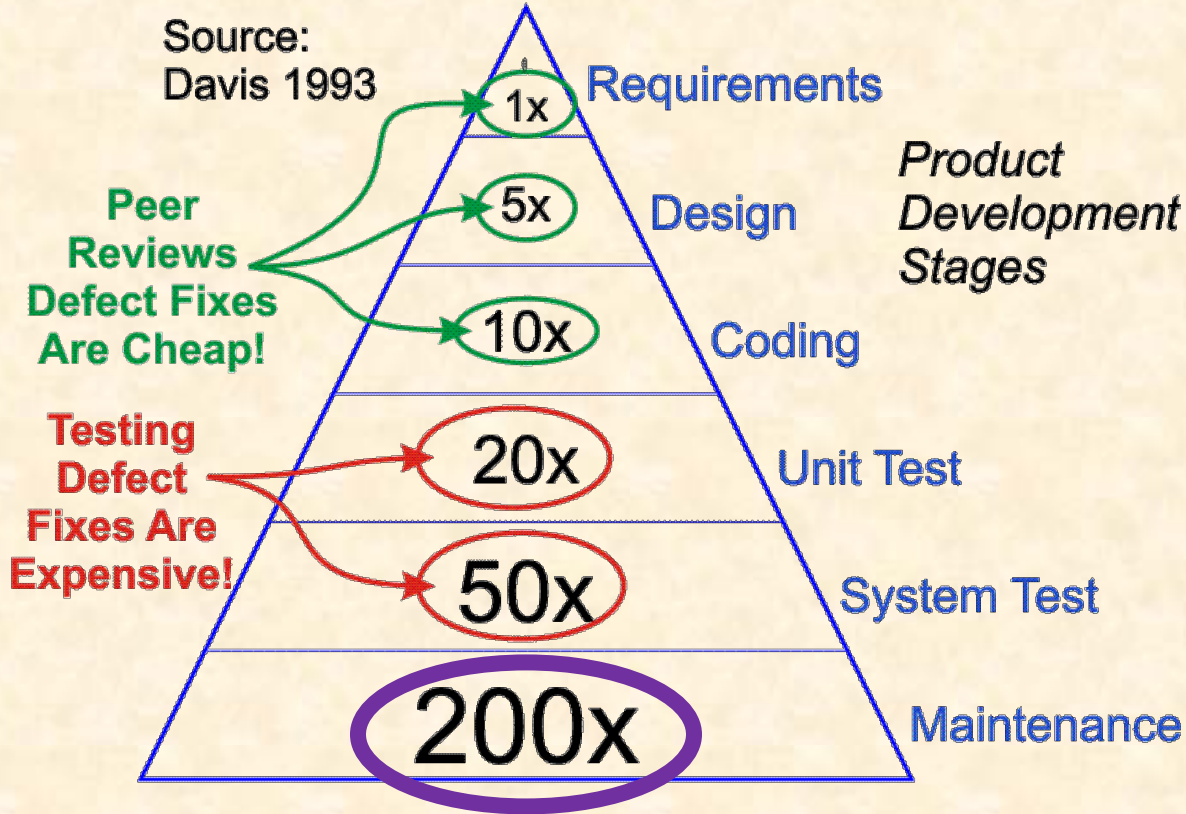 Source:
Davis 1993
1x
Requirements
Product
Development
Stages
Peer
Reviews
Defect Fixes
Are Cheap!
5x
Design
10x
Coding
Testing
Defect
Fixes Are
Expensive!
20x
Unit Test
50x
System Test
200x
Maintenance